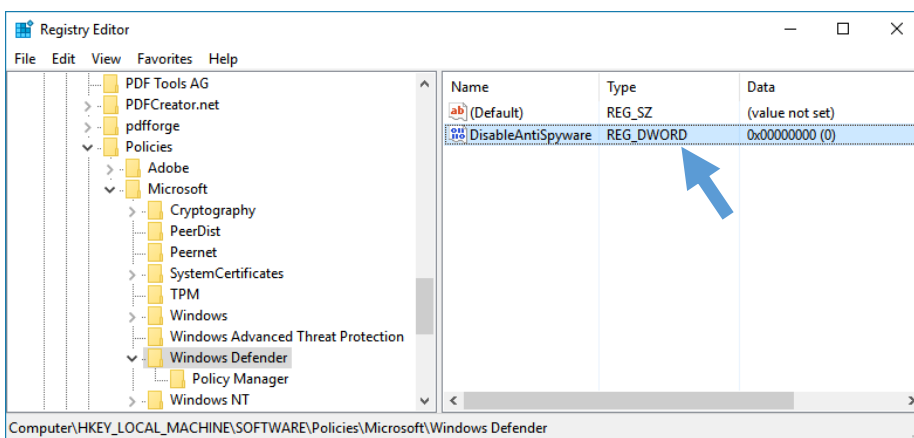 Registry Editor
File Edit View Favorites Help
PDF Tools AG
PDFCreator.net
pdfforge
Policies
Adobe
Microsoft
Cryptography
PeerDist
Peernet
SystemCertificates
TPM
Windows
Windows Advanced Threat Protection
Windows Defender
Policy Manager
Windows NT
Name Type Data
ab (Default) REG_SZ (value not set)
DisableAntiSpyware REG_DWORD 0x00000000 (0)
Computer\HKEY_LOCAL_MACHINE\SOFTWARE\Policies\Microsoft\Windows Defender